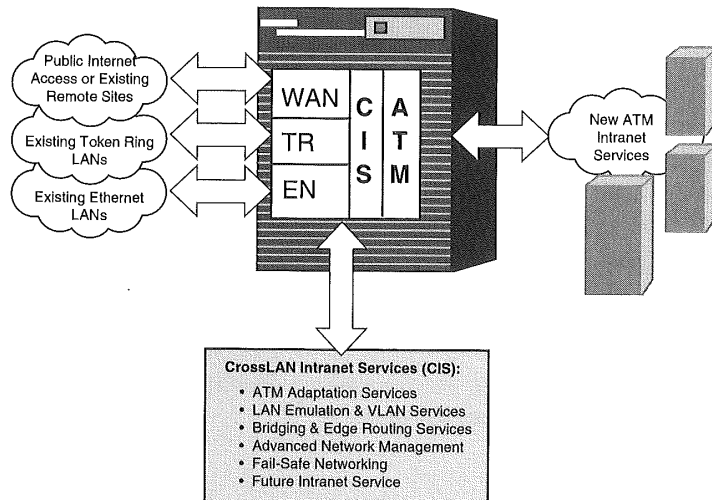 Public Internet
Access or Existing
Remote Sites
Existing Token Ring
LANs
Existing Ethernet
LANs
WAN
TR
EN
CIS
ATM
New ATM
Intranet
Services
CrossLAN Intranet Services (CIS):
• ATM Adaptation Services
• LAN Emulation & VLAN Services
• Bridging & Edge Routing Services
• Advanced Network Management
• Fail-Safe Networking
• Future Intranet Service